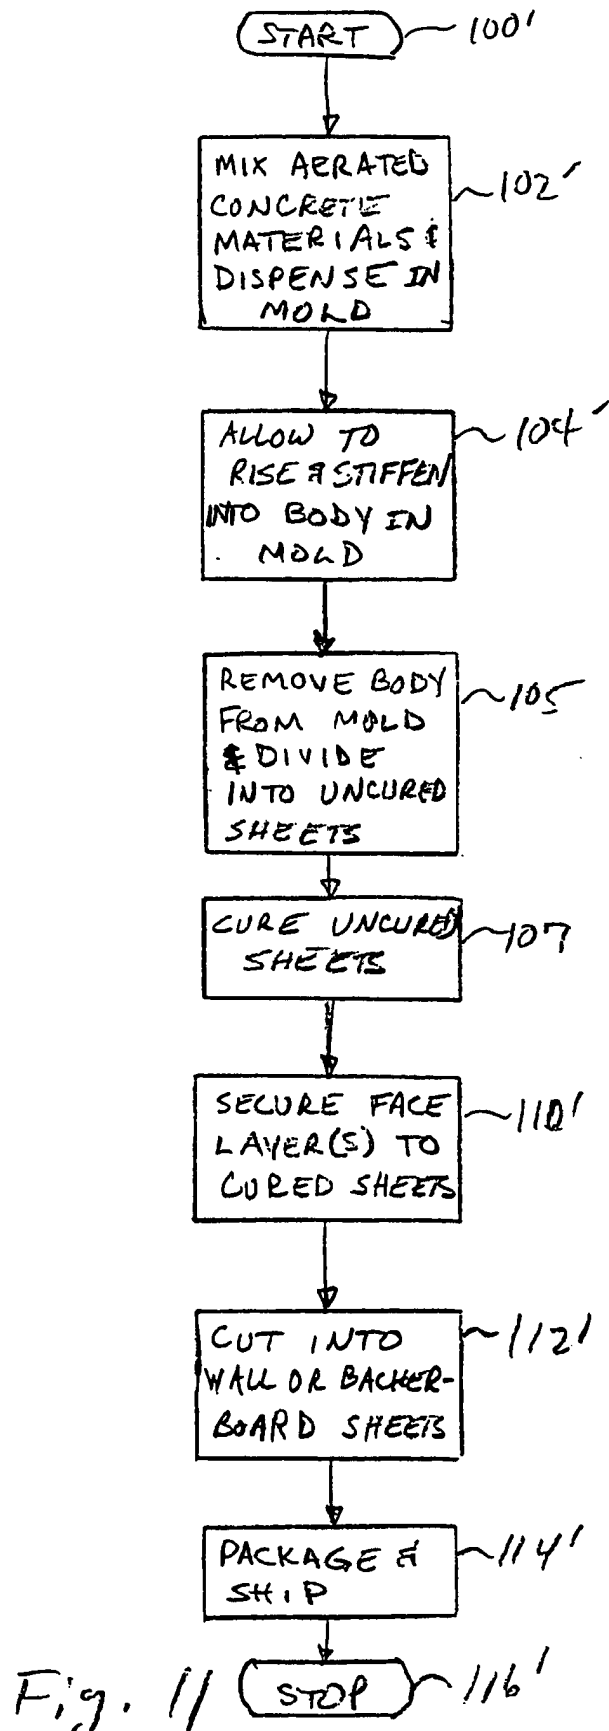 START 100'
MIX AERATED
CONCRETE
MATERIALS &
DISPENSE IN
MOLD
102'
ALLOW TO
RISE & STIFFEN
INTO BODY IN
MOLD
104'
REMOVE BODY
FROM MOLD
& DIVIDE
INTO UNCURED
SHEETS
105
CURE UNCURED
SHEETS
107
SECURE FACE
LAYER(S) TO
CURED SHEETS
110'
CUT INTO
WALL OR BACKER-
BOARD SHEETS
112'
PACKAGE &
SHIP
114'
STOP 116'
Fig. 11